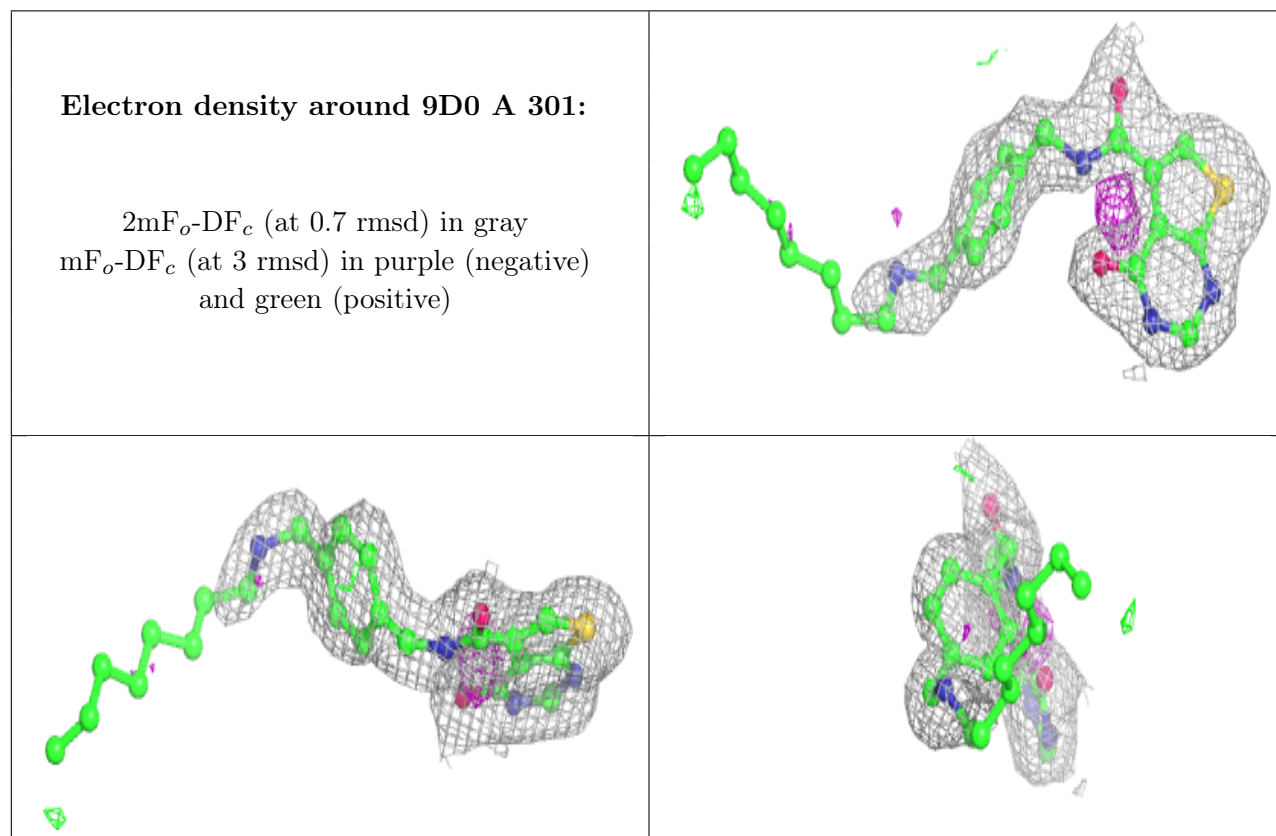 Electron density around 9D0 A 301:
2mFo-DFc (at 0.7 rmsd) in gray
mFo-DFc (at 3 rmsd) in purple (negative)
and green (positive)